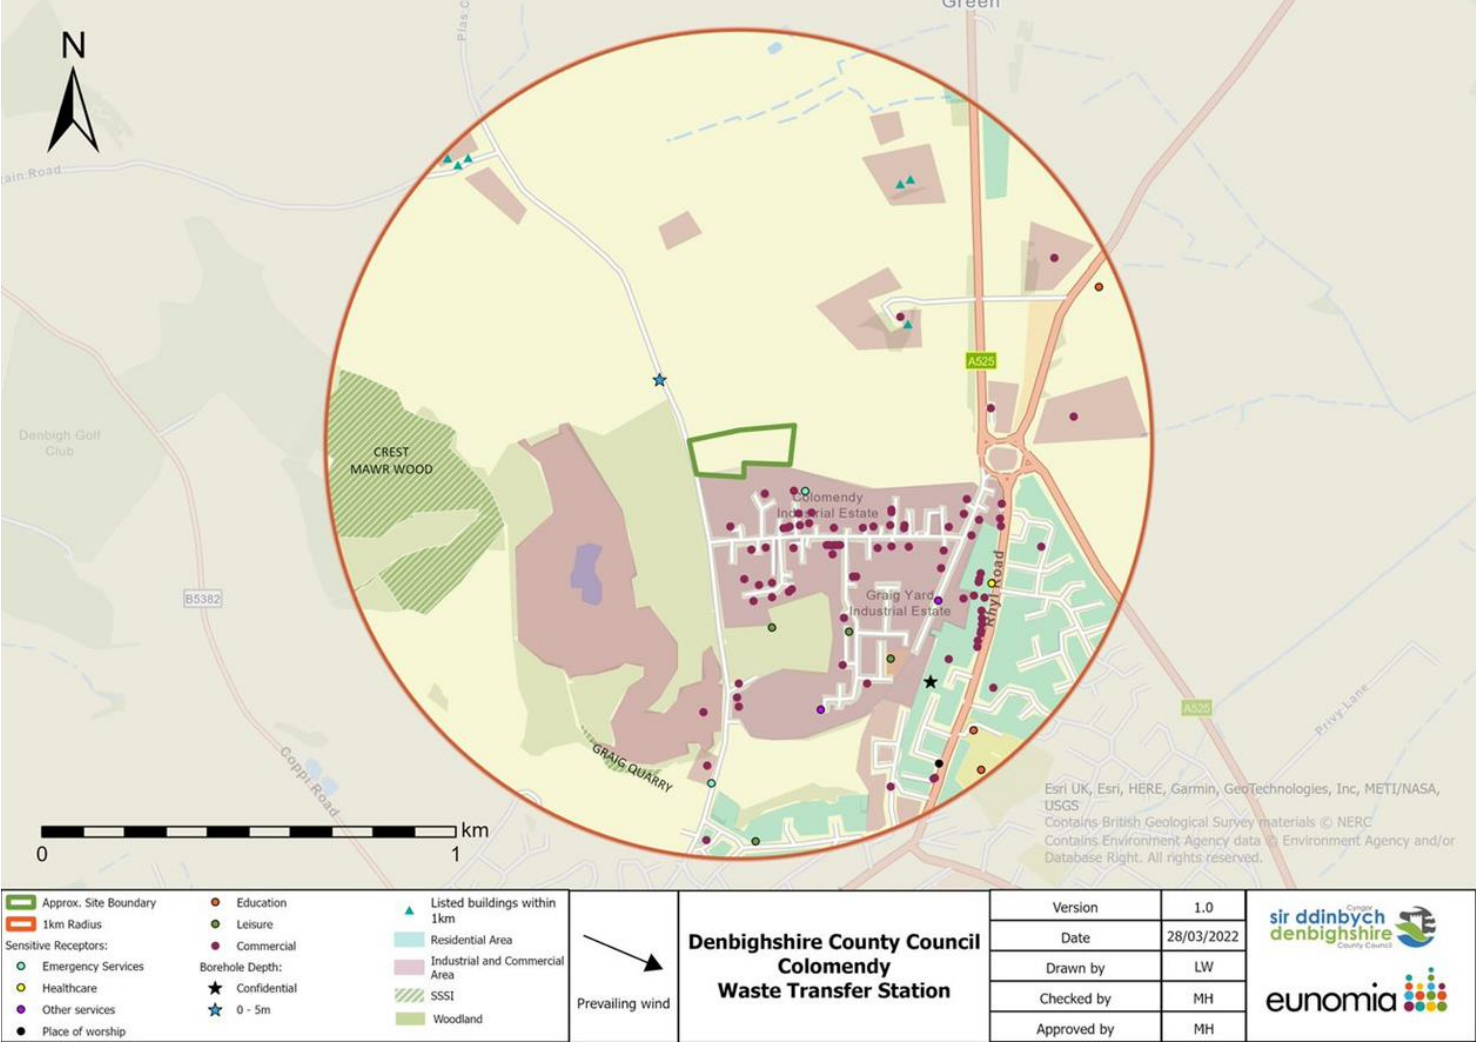 Green
N
Plas C
ain Road
A525
Denbigh Golf
Club
CREST
MAWR WOOD
Colomendy
Industrial Estate
B5382
Graig Yard
Industrial Estate
Rhyl Road
A525
Privy Lane
GRAIG QUARRY
Coppi Road
km
0
1
Esri UK, Esri, HERE, Garmin, GeoTechnologies, Inc, METI/NASA,
USGS
Contains British Geological Survey materials © NERC
Contains Environment Agency data © Environment Agency and/or
Database Right. All rights reserved.
Approx. Site Boundary
1km Radius
Sensitive Receptors:
Emergency Services
Healthcare
Other services
Place of worship
Education
Leisure
Commercial
Borehole Depth:
Confidential
0 - 5m
Listed buildings within
1km
Residential Area
Industrial and Commercial
Area
SSSI
Woodland
Prevailing wind
Denbighshire County Council
Colomendy
Waste Transfer Station
Version 1.0
Date 28/03/2022
Drawn by LW
Checked by MH
Approved by MH
Cyngor
sir ddinbych
denbighshire
County Council
eunomia